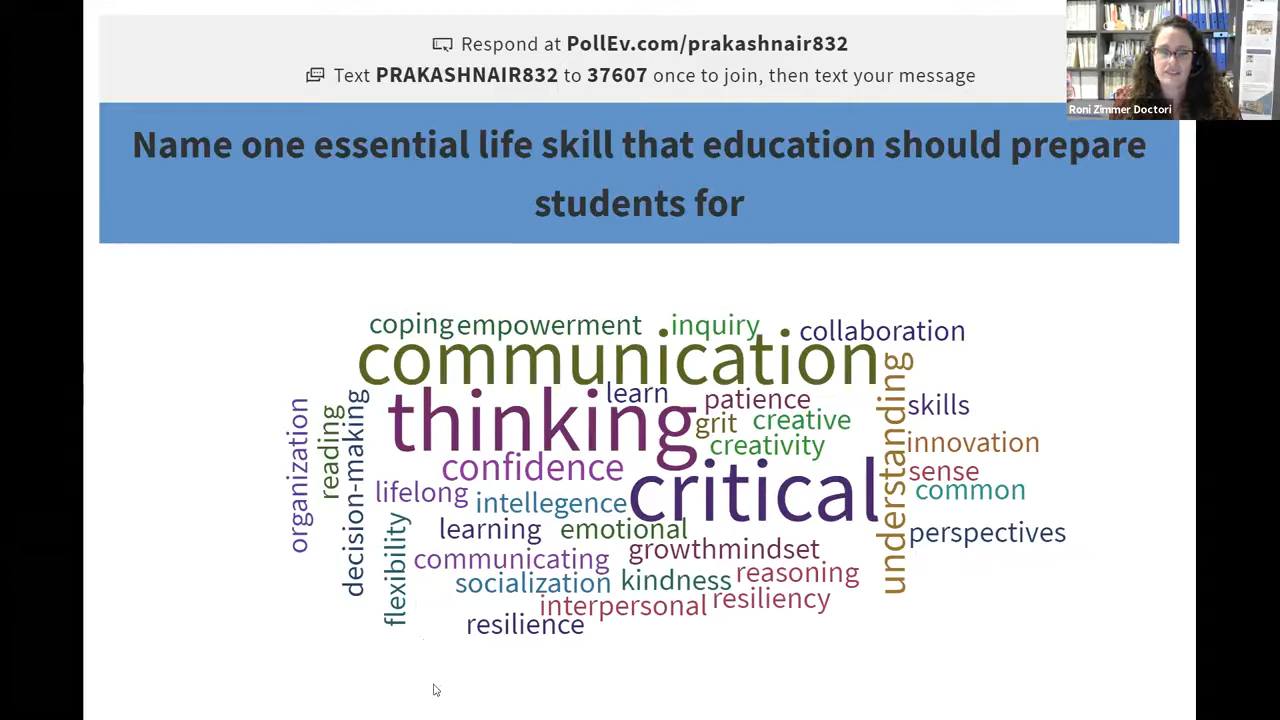 Respond at PollEv.com/prakashnair832
Text PRAKASHNAIR832 to 37607 once to join, then text your message
Roni Zimmer Doctori
Name one essential life skill that education should prepare
students for
coping empowerment inquiry collaboration
communication
learn patience skills
thinking grit creative
creativity innovation
confidence sense
lifelong intellegence critical common
learning emotional perspectives
communicating growthmindset
socialization kindness reasoning
interpersonal resiliency
resilience
organization
reading
decision-making
flexibility
understanding